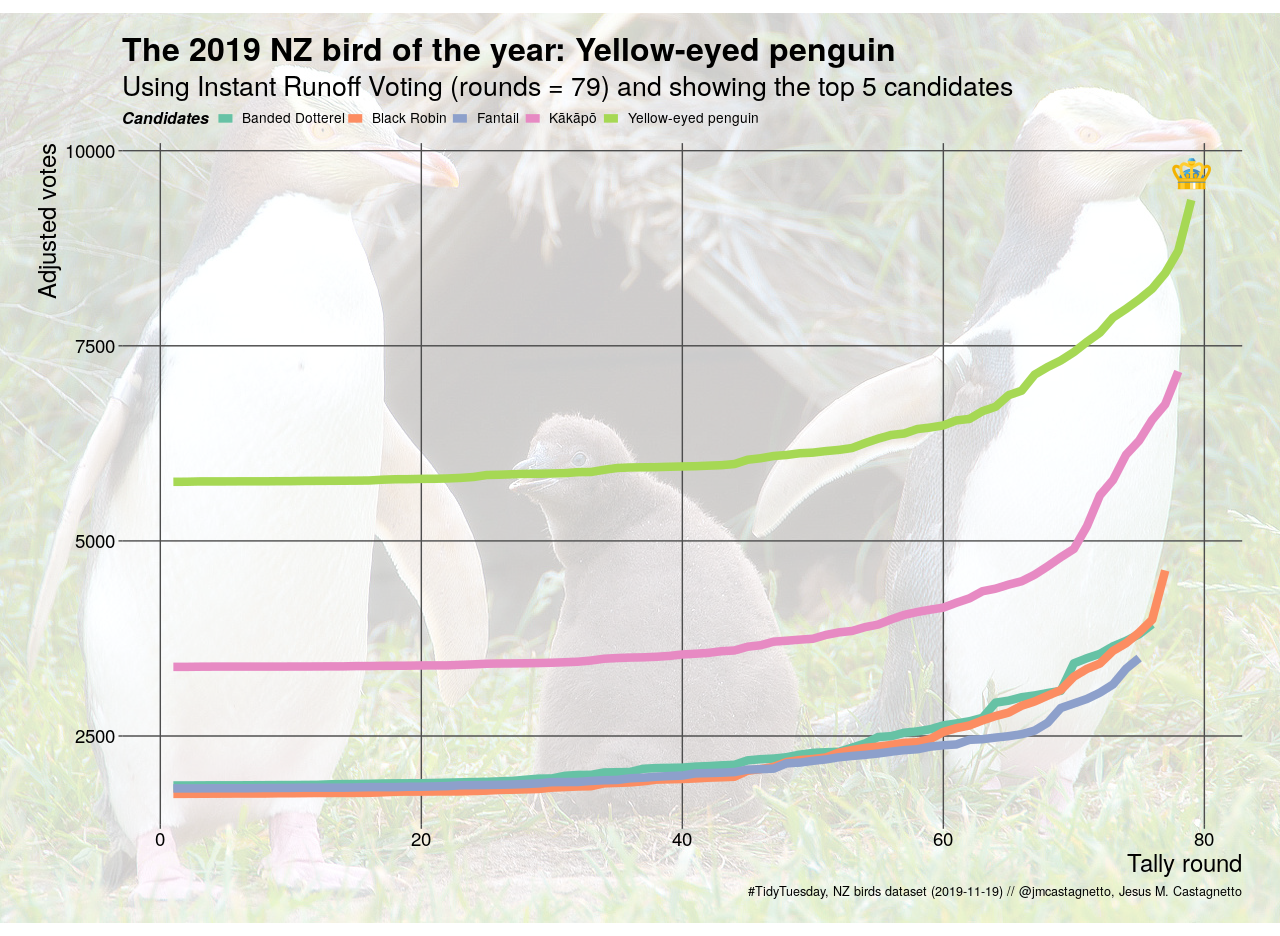 The 2019 NZ bird of the year: Yellow-eyed penguin
Using Instant Runoff Voting (rounds = 79) and showing the top 5 candidates
Candidates Banded Dotterel Black Robin Fantail Kākāpō Yellow-eyed penguin
Adjusted votes
10000
7500
5000
2500
0 20 40 60 80
Tally round
#TidyTuesday, NZ birds dataset (2019-11-19) // @jmcastagnetto, Jesus M. Castagnetto